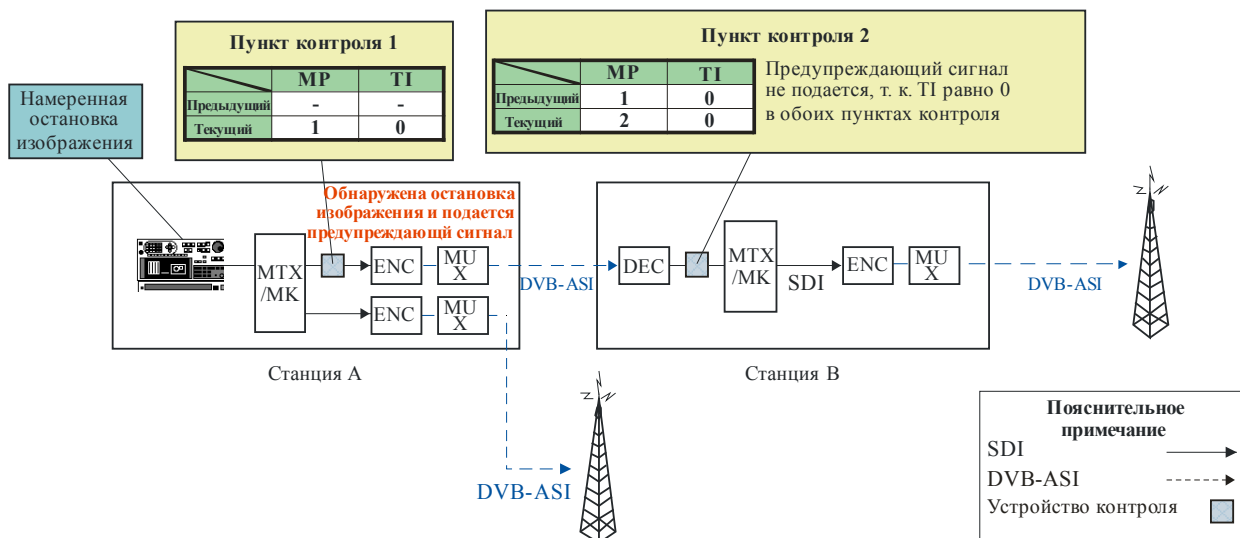 Пункт контроля 1
MP TI
Предыдущий - -
Текущий 1 0
Пункт контроля 2
MP TI
Предыдущий 1 0
Текущий 2 0
Предупреждающий сигнал
не подается, т. к. TI равно 0
в обоих пунктах контроля
Намеренная
остановка
изображения
Обнаружена остановка
изображения и подается
предупреждающй сигнал
MTX
/MK
ENC
MU
X
ENC
MU
X
DVB-ASI
DEC
MTX
/MK
SDI
ENC
MU
X
DVB-ASI
Станция A
Станция B
DVB-ASI
Пояснительное
примечание
SDI
DVB-ASI
Устройство контроля